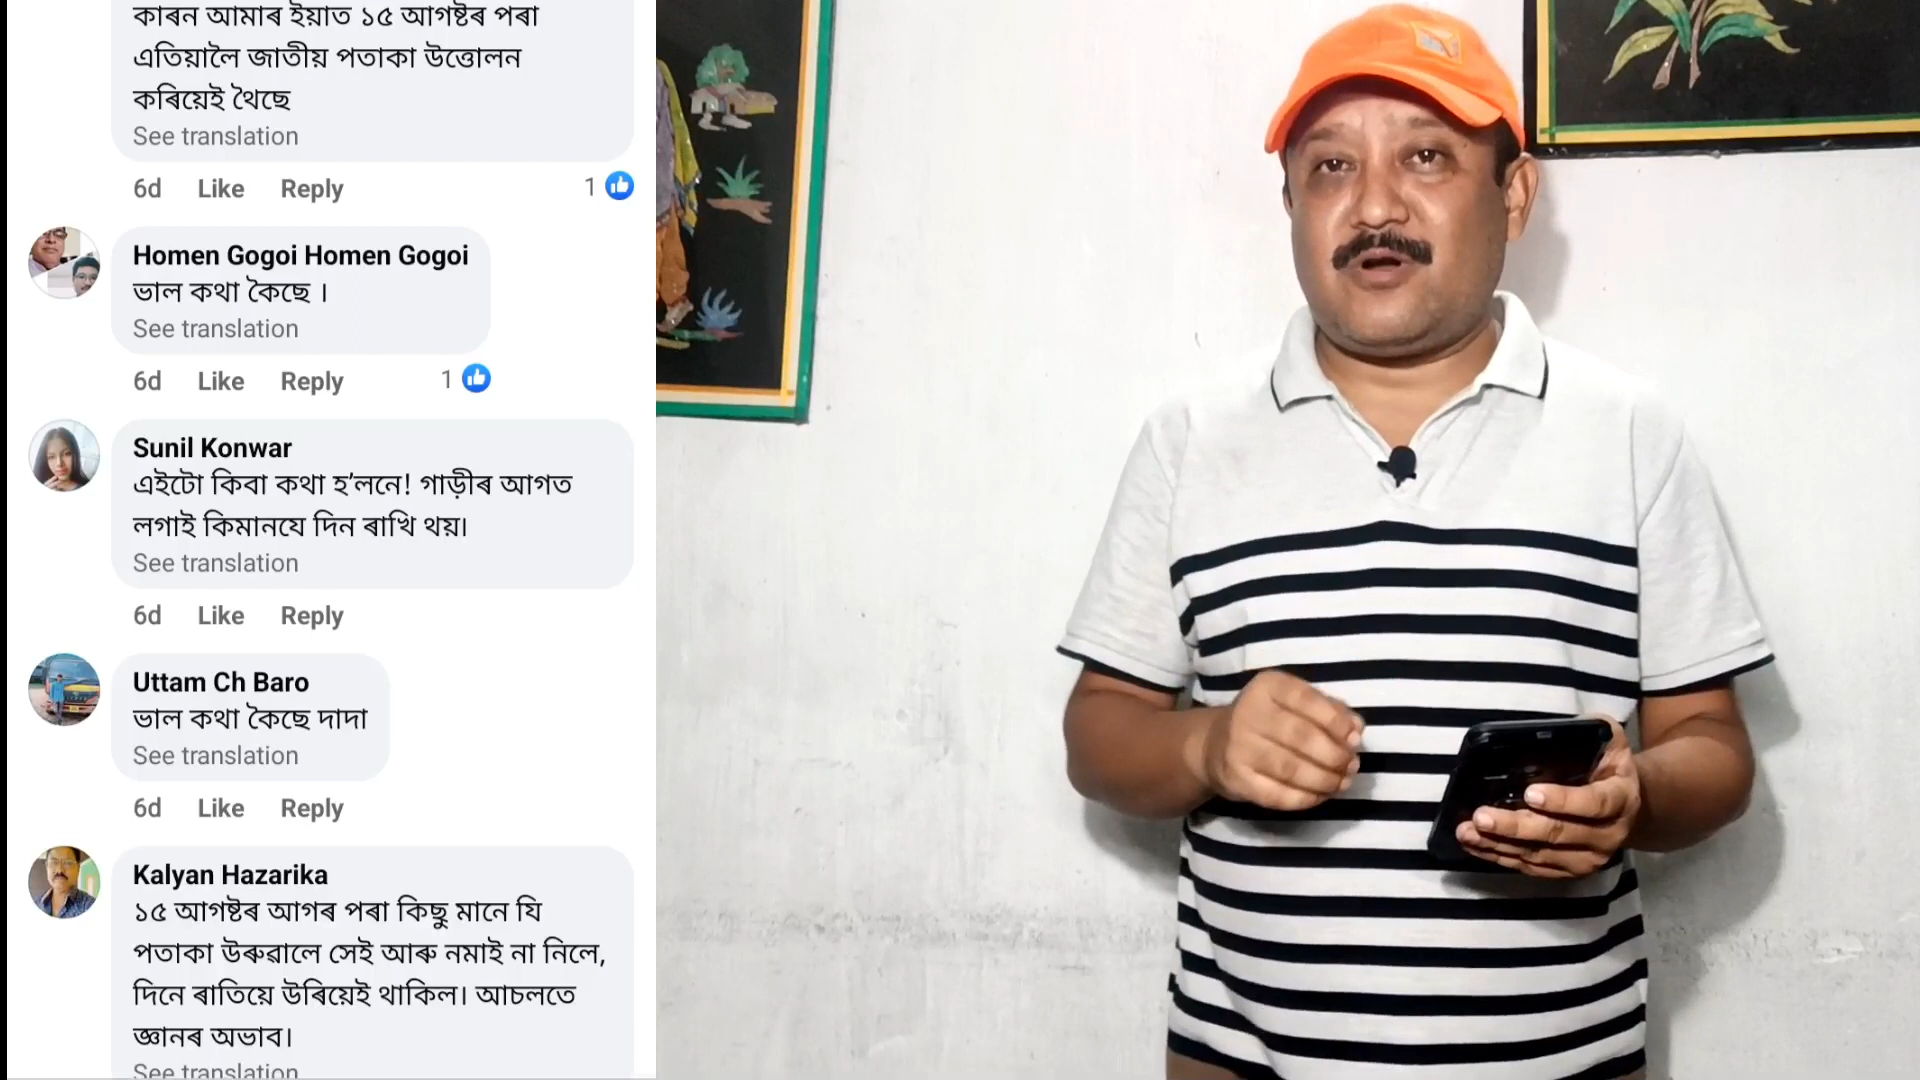 কাৰন আমাৰ ইয়াত ১৫ আগষ্টৰ পৰা
এতিয়ালৈ জাতীয় পতাকা উত্তোলন
কৰিয়েই থৈছে
See translation
6d Like Reply 1
Homen Gogoi Homen Gogoi
ভাল কথা কৈছে ।
See translation
6d Like Reply 1
Sunil Konwar
এইটো কিবা কথা হ'লনে! গাড়ীৰ আগত
লগাই কিমানযে দিন ৰাখি থয়।
See translation
6d Like Reply
Uttam Ch Baro
ভাল কথা কৈছে দাদা
See translation
6d Like Reply
Kalyan Hazarika
১৫ আগষ্টৰ আগৰ পৰা কিছু মানে যি
পতাকা উৰুৱালে সেই আৰু নমাই না নিলে,
দিনে ৰাতিয়ে উৰিয়েই থাকিল। আচলতে
জ্ঞানৰ অভাব।
See translation